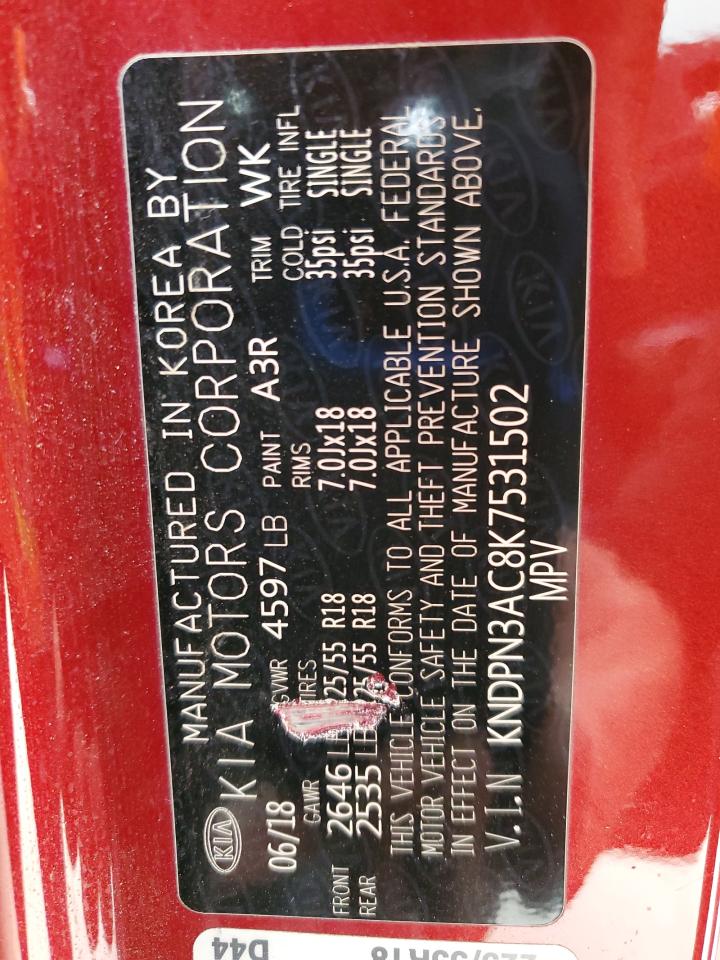 KIA
MANUFACTURED IN KOREA BY
KIA MOTORS CORPORATION
06/18 GVWR 4597 LB PAINT A3R TRIM WK
GAWR TIRES RIMS COLD TIRE INFL
FRONT 2646 25/55 R18 7.0Jx18 35psi SINGLE
REAR 2535 25/55 R18 7.0Jx18 35psi SINGLE
THIS VEHICLE CONFORMS TO ALL APPLICABLE U.S.A. FEDERAL
MOTOR VEHICLE SAFETY AND THEFT PREVENTION STANDARDS
IN EFFECT ON THE DATE OF MANUFACTURE SHOWN ABOVE.
V.I.N KNDPN3AC8K7531502
MPV
D44